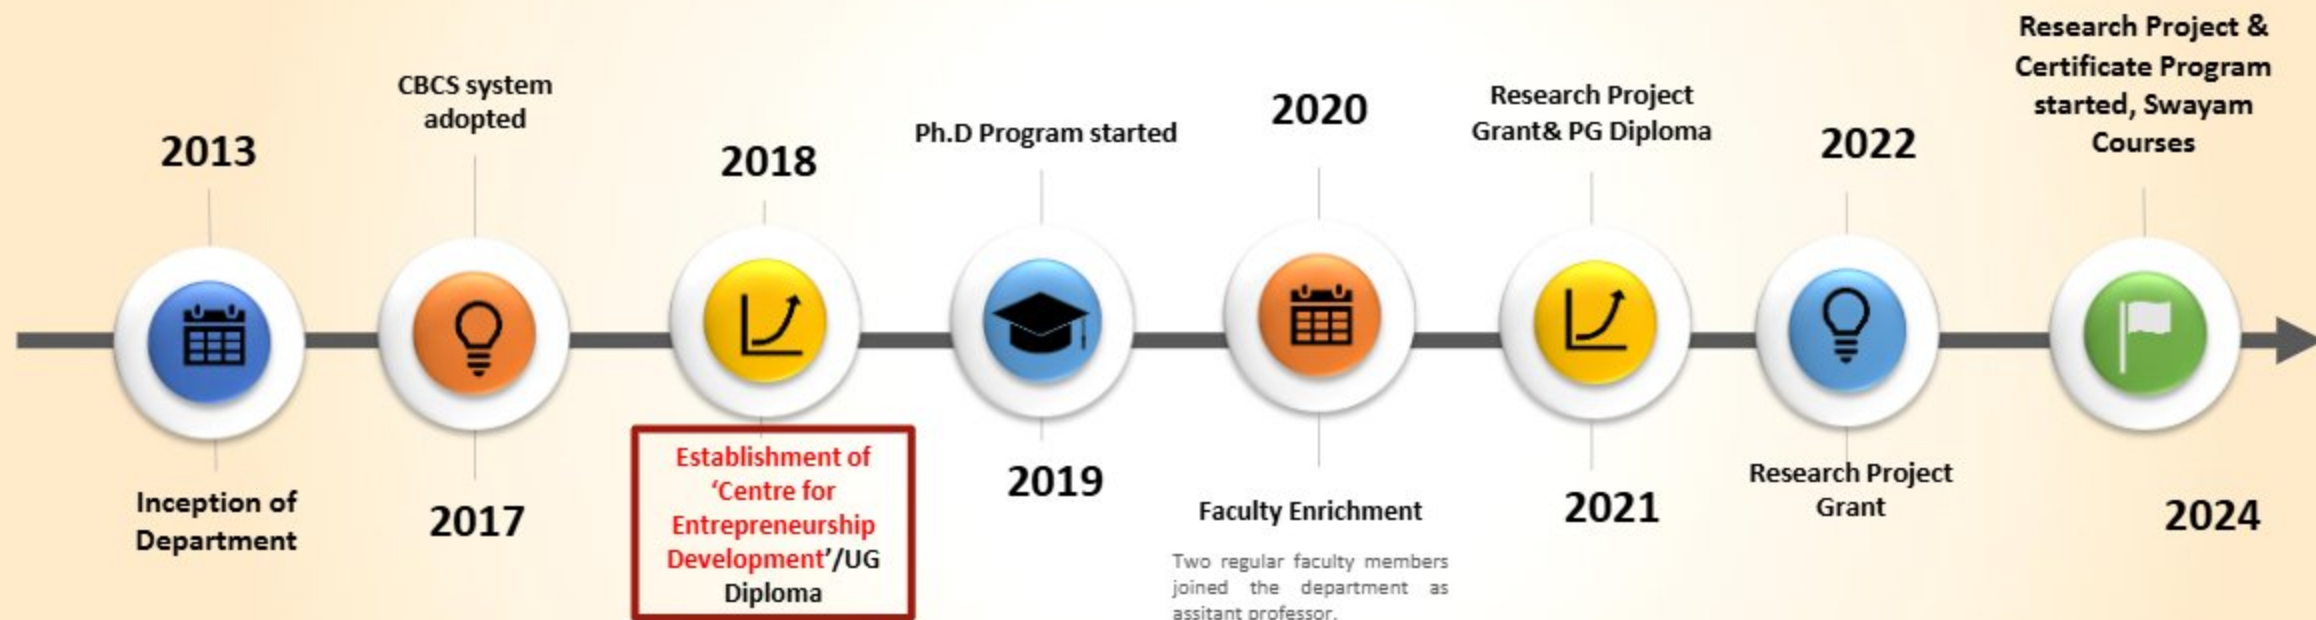 2013
Inception of
Department
CBCS system
adopted
2017
2018
Establishment of
‘Centre for
Entrepreneurship
Development’/UG
Diploma
Ph.D Program started
2019
2020
Faculty Enrichment
Two regular faculty members
joined the department as
assitant professor.
Research Project
Grant& PG Diploma
2021
2022
Research Project
Grant
Research Project &
Certificate Program
started, Swayam
Courses
2024